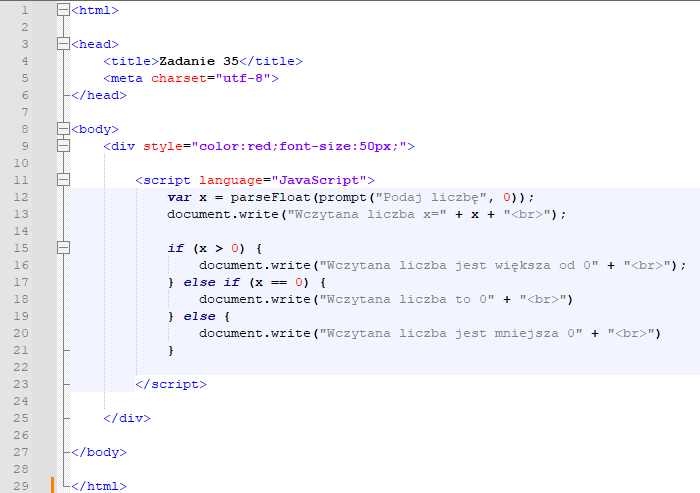 1 <html>
2
3 <head>
4 <title>Zadanie 35</title>
5 <meta charset="utf-8">
6 </head>
7
8 <body>
9 <div style="color:red;font-size:50px;">
10
11 <script language="JavaScript">
12 var x = parseFloat(prompt("Podaj liczbę", 0));
13 document.write("Wczytana liczba x=" + x + "<br>");
14
15 if (x > 0) {
16 document.write("Wczytana liczba jest większa od 0" + "<br>");
17 } else if (x == 0) {
18 document.write("Wczytana liczba to 0" + "<br>")
19 } else {
20 document.write("Wczytana liczba jest mniejsza 0" + "<br>")
21 }
22
23 </script>
24
25 </div>
26
27 </body>
28
29 </html>